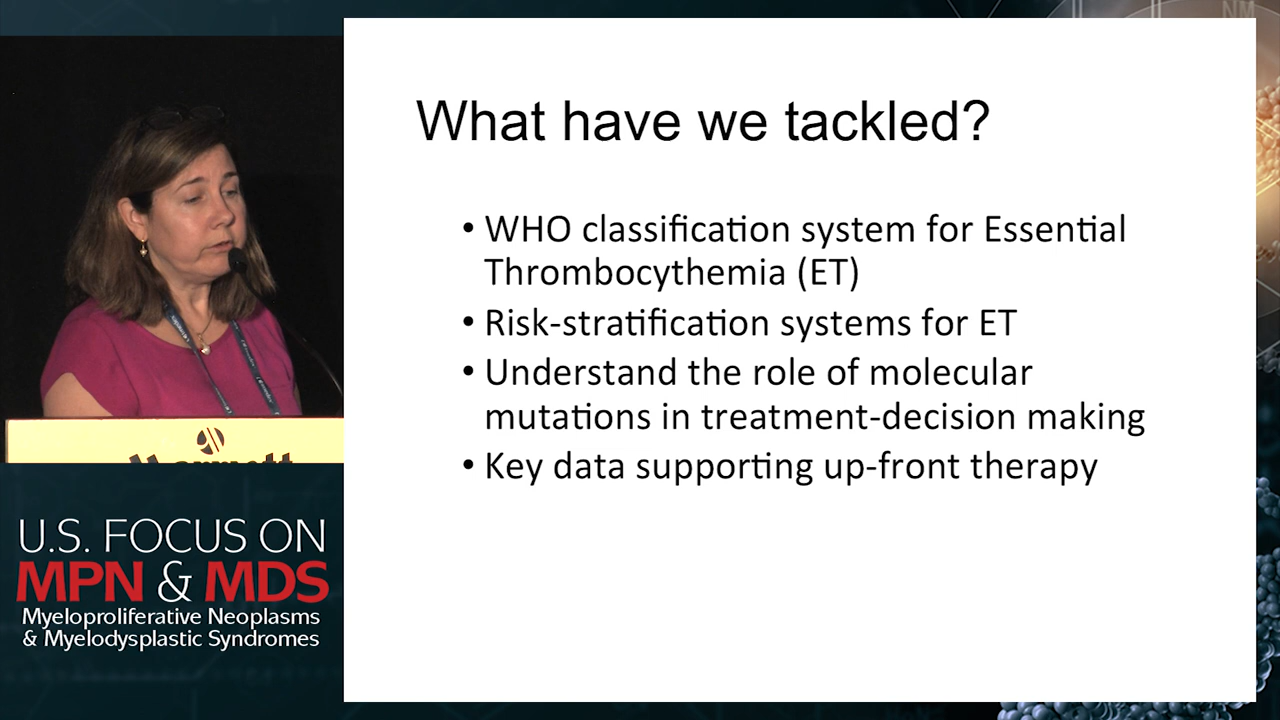 What have we tackled?
• WHO classification system for Essential
Thrombocythemia (ET)
• Risk-stratification systems for ET
• Understand the role of molecular
mutations in treatment-decision making
• Key data supporting up-front therapy
U.S. FOCUS ON
MPN & MDS
Myeloproliferative Neoplasms
& Myelodysplastic Syndromes
NM